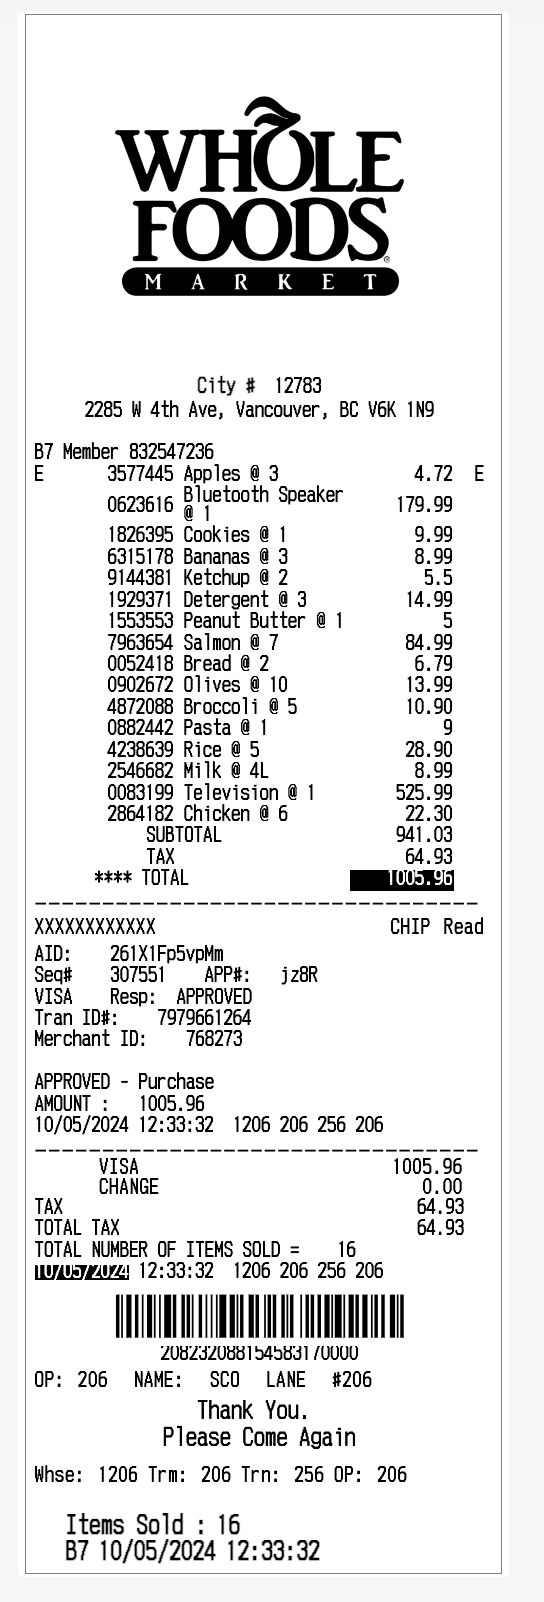 WHOLE
FOODS
MARKET
City # 12783
2285 W 4th Ave, Vancouver, BC V6K 1N9
B7 Member 832547236
E 3577445 Apples @ 3 4.72 E
0623616 Bluetooth Speaker @ 1 179.99
1826395 Cookies @ 1 9.99
6315178 Bananas @ 3 8.99
9144381 Ketchup @ 2 5.5
1929371 Detergent @ 3 14.99
1553553 Peanut Butter @ 1 5
7963654 Salmon @ 7 84.99
0052418 Bread @ 2 6.79
0902672 Olives @ 10 13.99
4872088 Broccoli @ 5 10.90
0882442 Pasta @ 1 9
4238639 Rice @ 5 28.90
2546682 Milk @ 4L 8.99
0083199 Television @ 1 525.99
2864182 Chicken @ 6 22.30
SUBTOTAL 941.03
TAX 64.93
**** TOTAL 1005.96
XXXXXXXXXXXX CHIP Read
AID: 261X1Fp5vpMm
Seq# 307551 APP#: jz8R
VISA Resp: APPROVED
Tran ID#: 7979661264
Merchant ID: 768273
APPROVED - Purchase
AMOUNT : 1005.96
10/05/2024 12:33:32 1206 206 256 206
VISA 1005.96
CHANGE 0.00
TAX 64.93
TOTAL TAX 64.93
TOTAL NUMBER OF ITEMS SOLD = 16
10/05/2024 12:33:32 1206 206 256 206
208232088154583170000
OP: 206 NAME: SCO LANE #206
Thank You.
Please Come Again
Whse: 1206 Trm: 206 Trn: 256 OP: 206
Items Sold : 16
B7 10/05/2024 12:33:32